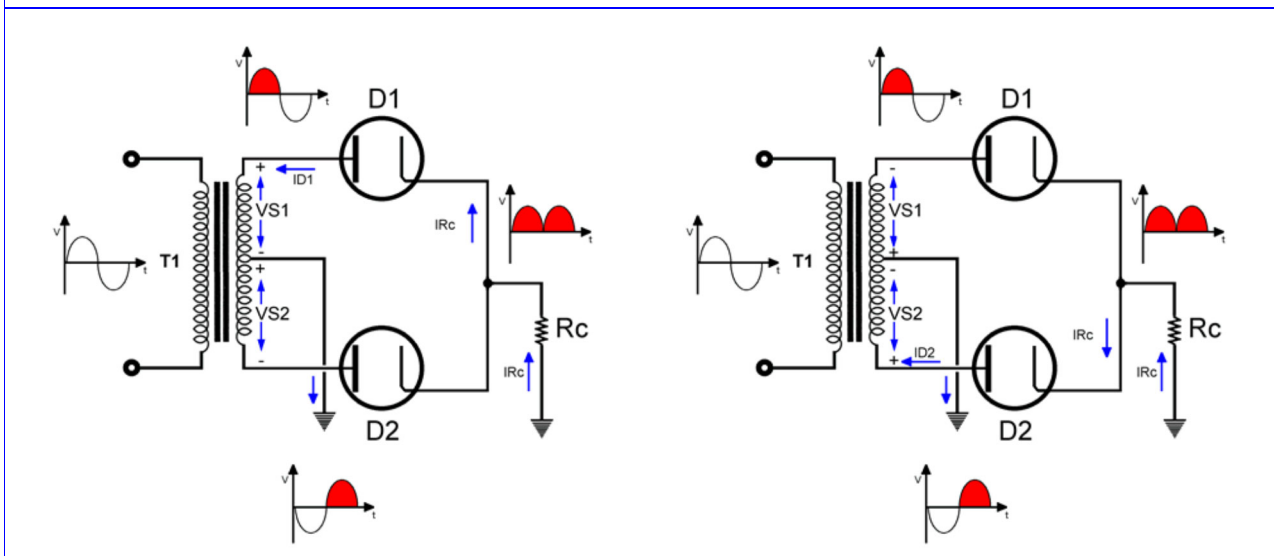 V
t
D1
+
ID1
VS1
-
+
VS2
-
T1
V
t
IRc
V
t
Rc
IRc
D2
V
t
V
t
D1
-
VS1
+
-
VS2
+
ID2
T1
V
t
V
t
IRc
Rc
IRc
D2
V
t